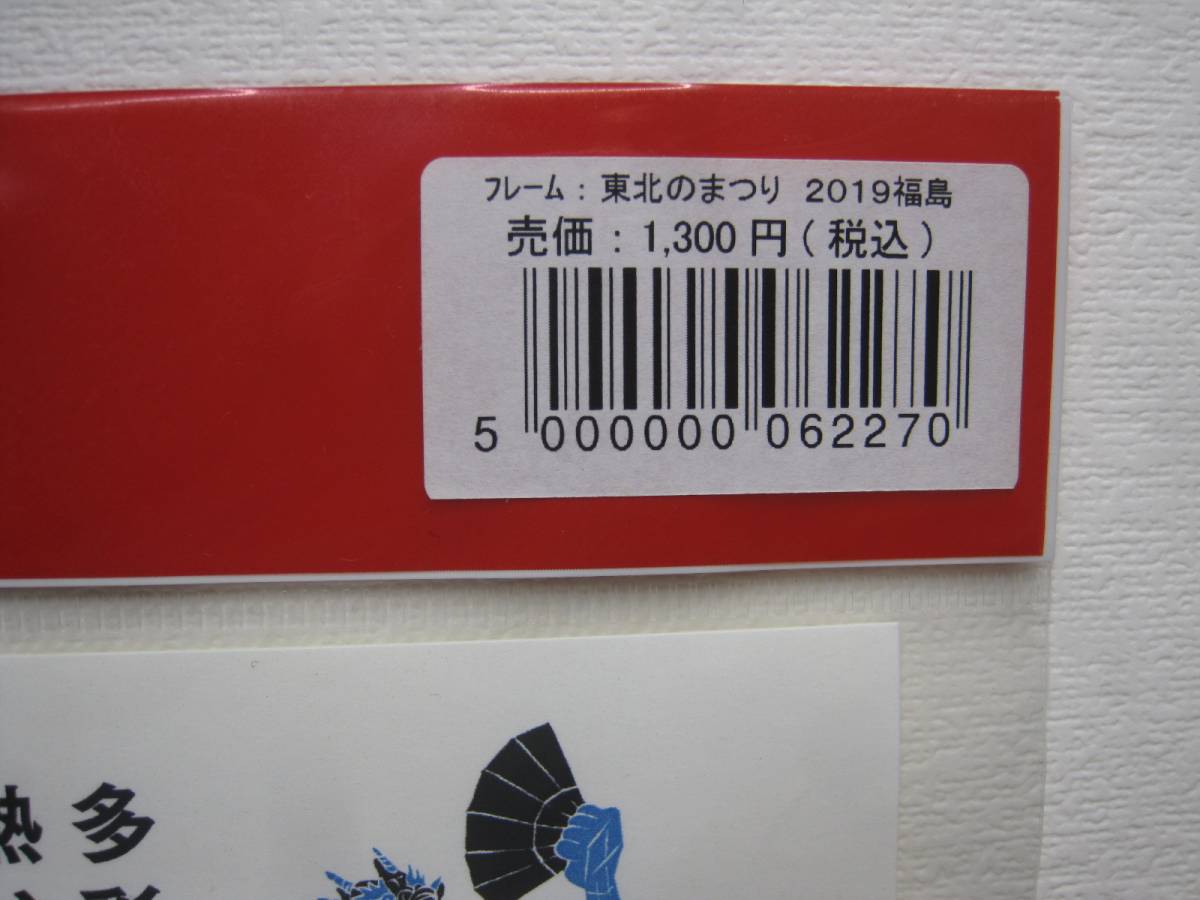 フレーム：東北のまつり 2019福島
売価：1,300円(税込)
5 000000 062270
多
熱